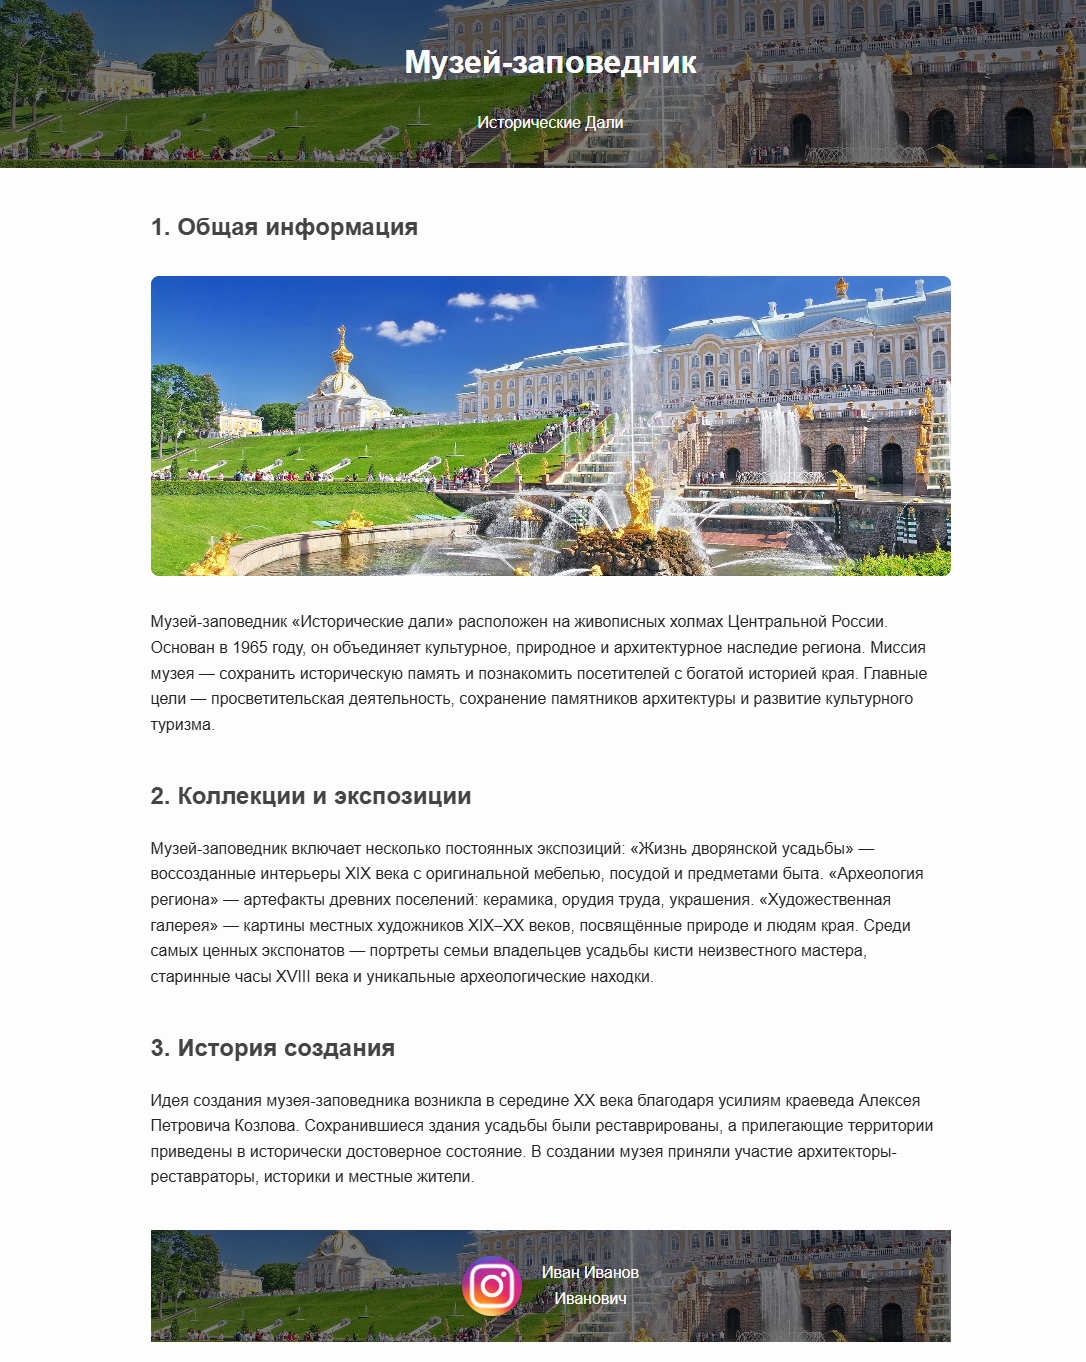 Музей-заповедник
Исторические Дали
1. Общая информация
Музей-заповедник «Исторические дали» расположен на живописных холмах Центральной России.
Основан в 1965 году, он объединяет культурное, природное и архитектурное наследие региона. Миссия
музея — сохранить историческую память и познакомить посетителей с богатой историей края. Главные
цели — просветительская деятельность, сохранение памятников архитектуры и развитие культурного
туризма.
2. Коллекции и экспозиции
Музей-заповедник включает несколько постоянных экспозиций: «Жизнь дворянской усадьбы» —
воссозданные интерьеры XIX века с оригинальной мебелью, посудой и предметами быта. «Археология
региона» — артефакты древних поселений: керамика, орудия труда, украшения. «Художественная
галерея» — картины местных художников XIX–XX веков, посвящённые природе и людям края. Среди
самых ценных экспонатов — портреты семьи владельцев усадьбы кисти неизвестного мастера,
старинные часы XVIII века и уникальные археологические находки.
3. История создания
Идея создания музея-заповедника возникла в середине XX века благодаря усилиям краеведа Алексея
Петровича Козлова. Сохранившиеся здания усадьбы были реставрированы, а прилегающие территории
приведены в исторически достоверное состояние. В создании музея приняли участие архитекторы-
реставраторы, историки и местные жители.
Иван Иванов
Иванович